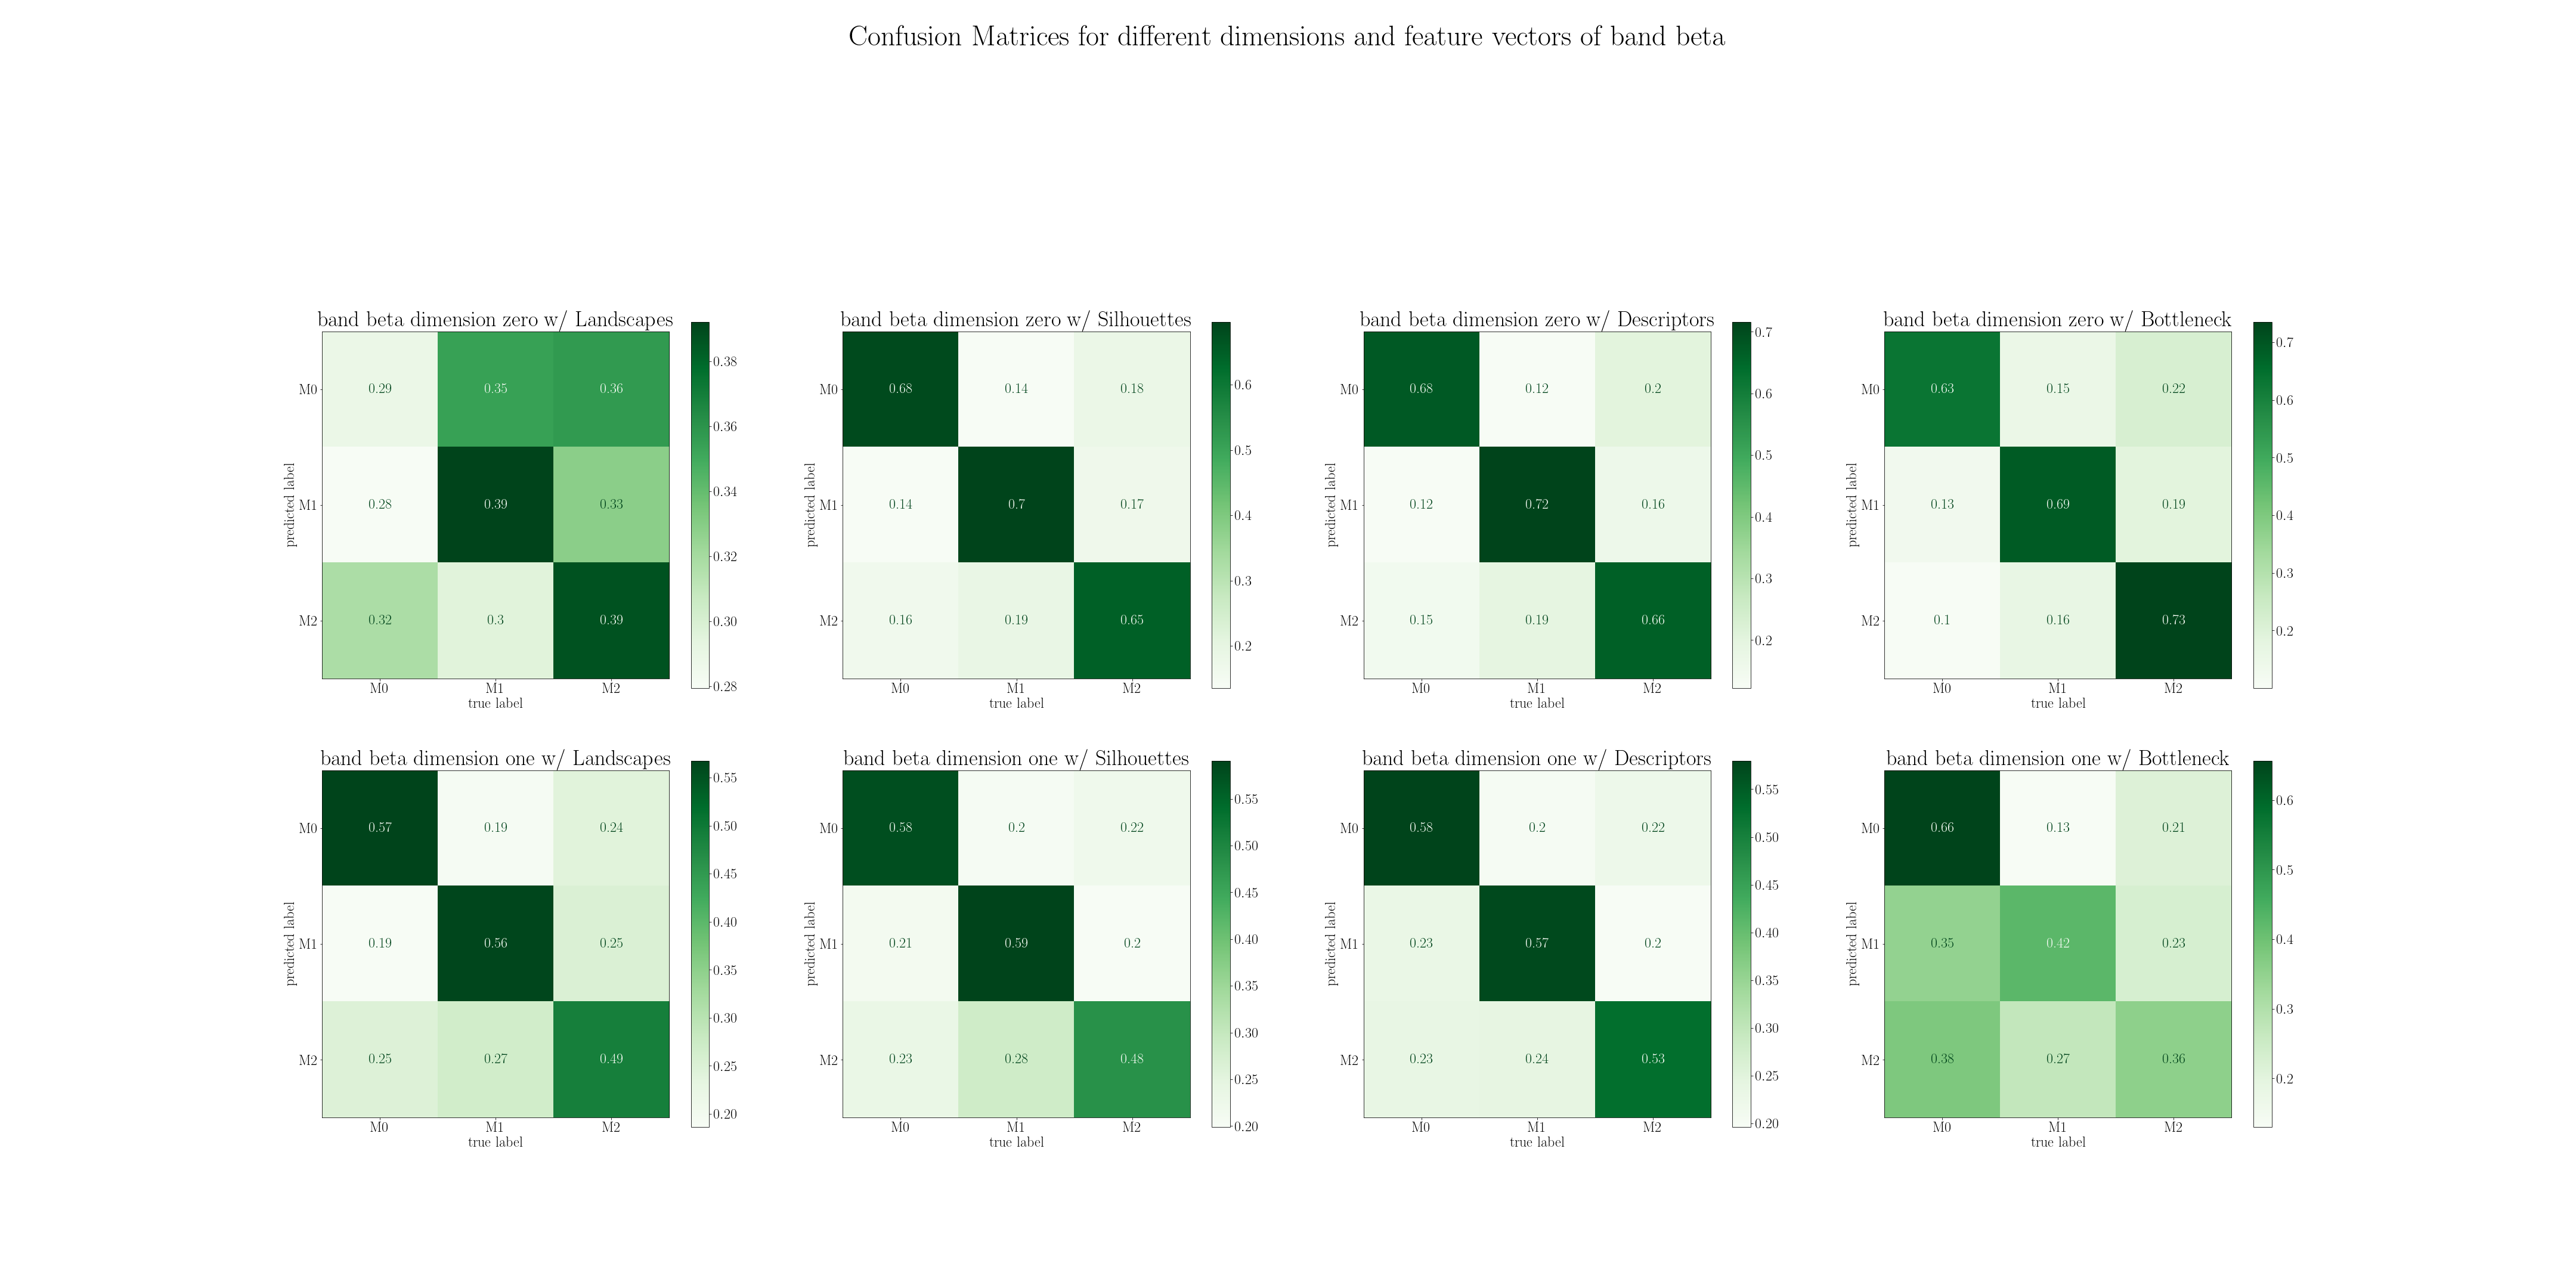 Confusion Matrices for different dimensions and feature vectors of band beta
band beta dimension zero w/ Landscapes
predicted label
M0 0.29 0.35 0.36
M1 0.28 0.39 0.33
M2 0.32 0.3 0.39
M0 M1 M2
true label
0.38
0.36
0.34
0.32
0.30
0.28
band beta dimension zero w/ Silhouettes
predicted label
M0 0.68 0.14 0.18
M1 0.14 0.7 0.17
M2 0.16 0.19 0.65
M0 M1 M2
true label
0.6
0.5
0.4
0.3
0.2
band beta dimension zero w/ Descriptors
predicted label
M0 0.68 0.12 0.2
M1 0.12 0.72 0.16
M2 0.15 0.19 0.66
M0 M1 M2
true label
0.7
0.6
0.5
0.4
0.3
0.2
band beta dimension zero w/ Bottleneck
predicted label
M0 0.63 0.15 0.22
M1 0.13 0.69 0.19
M2 0.1 0.16 0.73
M0 M1 M2
true label
0.7
0.6
0.5
0.4
0.3
0.2
band beta dimension one w/ Landscapes
predicted label
M0 0.57 0.19 0.24
M1 0.19 0.56 0.25
M2 0.25 0.27 0.49
M0 M1 M2
true label
0.55
0.50
0.45
0.40
0.35
0.30
0.25
0.20
band beta dimension one w/ Silhouettes
predicted label
M0 0.58 0.2 0.22
M1 0.21 0.59 0.2
M2 0.23 0.28 0.48
M0 M1 M2
true label
0.55
0.50
0.45
0.40
0.35
0.30
0.25
0.20
band beta dimension one w/ Descriptors
predicted label
M0 0.58 0.2 0.22
M1 0.23 0.57 0.2
M2 0.23 0.24 0.53
M0 M1 M2
true label
0.55
0.50
0.45
0.40
0.35
0.30
0.25
0.20
band beta dimension one w/ Bottleneck
predicted label
M0 0.66 0.13 0.21
M1 0.35 0.42 0.23
M2 0.38 0.27 0.36
M0 M1 M2
true label
0.6
0.5
0.4
0.3
0.2